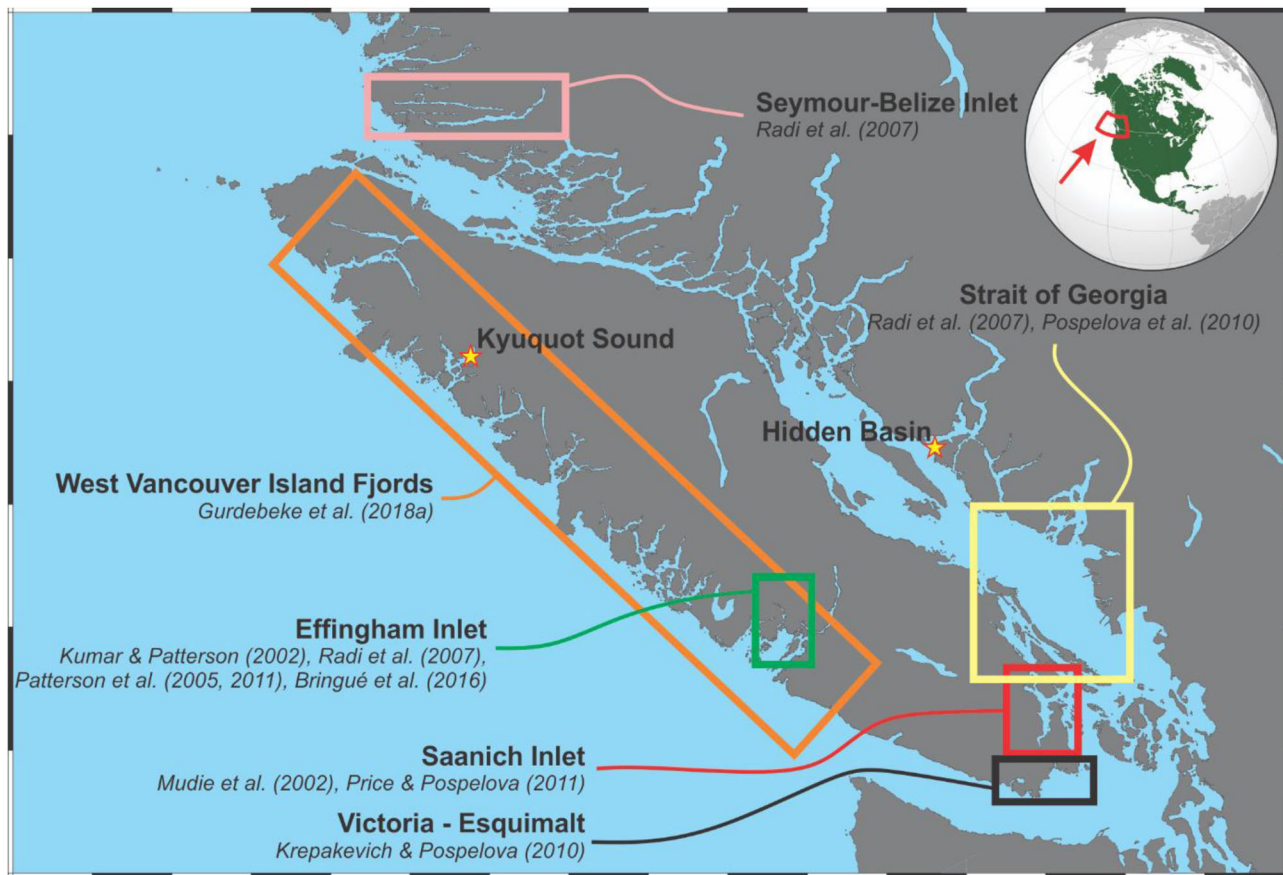 Seymour-Belize Inlet
Radi et al. (2007)
Strait of Georgia
Radi et al. (2007), Pospelova et al. (2010)
Kyuquot Sound
Hidden Basin
West Vancouver Island Fjords
Gurdebeke et al. (2018a)
Effingham Inlet
Kumar & Patterson (2002), Radi et al. (2007),
Patterson et al. (2005, 2011), Bringué et al. (2016)
Saanich Inlet
Mudie et al. (2002), Price & Pospelova (2011)
Victoria - Esquimalt
Krepakevich & Pospelova (2010)